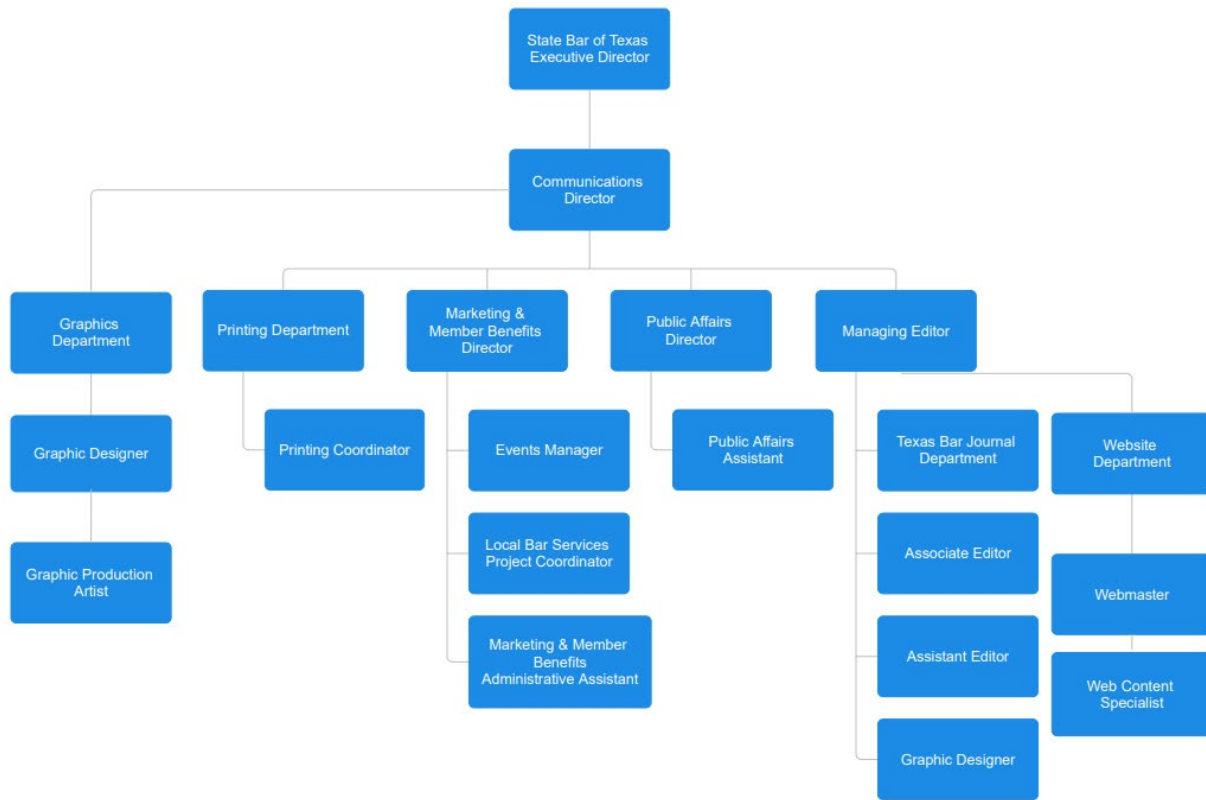 State Bar of Texas
Executive Director
Communications
Director
Graphics
Department
Printing Department
Marketing &
Member Benefits
Director
Public Affairs
Director
Managing Editor
Graphic Designer
Printing Coordinator
Events Manager
Public Affairs
Assistant
Texas Bar Journal
Department
Website
Department
Graphic Production
Artist
Local Bar Services
Project Coordinator
Associate Editor
Webmaster
Marketing & Member
Benefits
Administrative Assistant
Assistant Editor
Web Content
Specialist
Graphic Designer